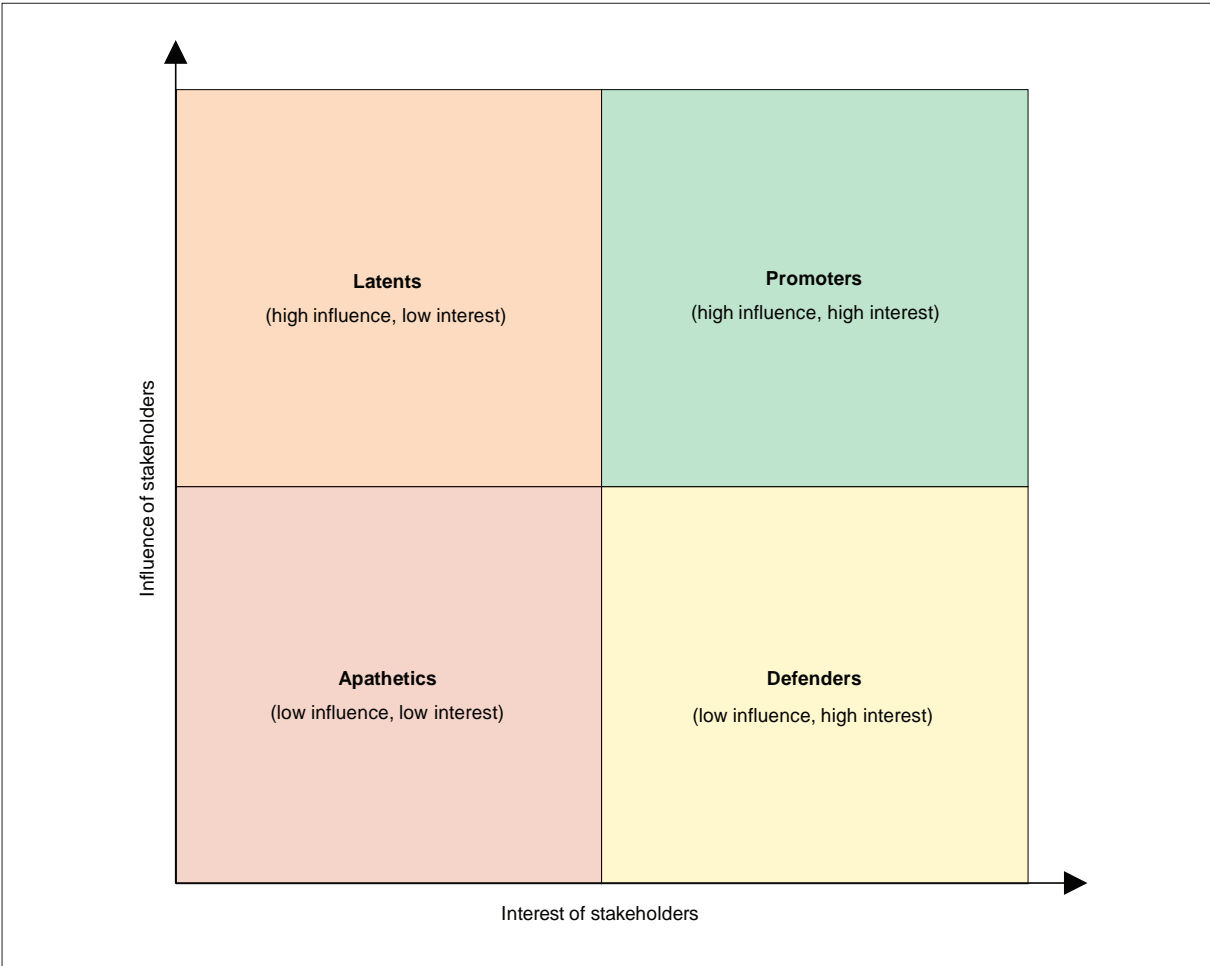 Latents
(high influence, low interest)
Promoters
(high influence, high interest)
Influence of stakeholders
Apathetics
(low influence, low interest)
Defenders
(low influence, high interest)
Interest of stakeholders